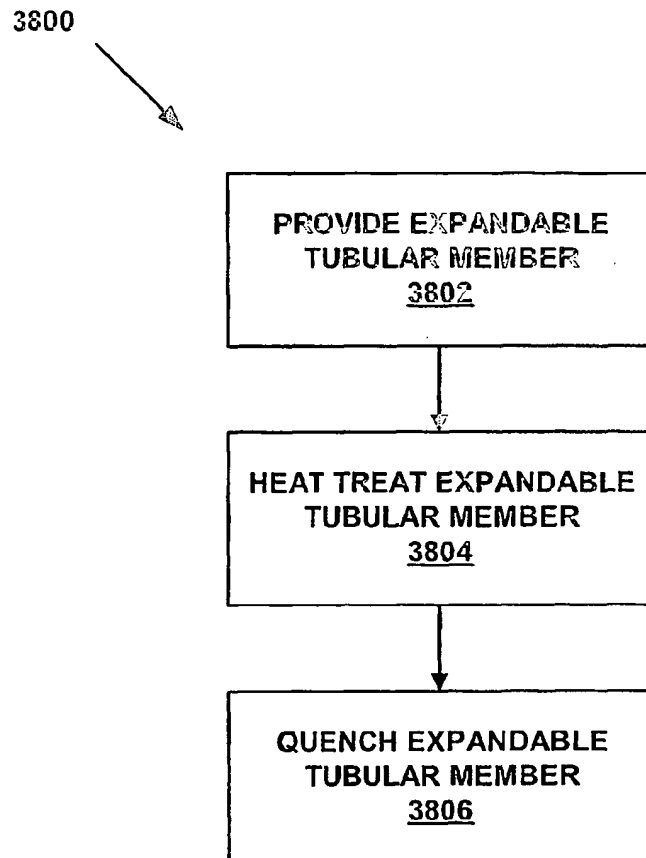 3800
PROVIDE EXPANDABLE
TUBULAR MEMBER
3802
HEAT TREAT EXPANDABLE
TUBULAR MEMBER
3804
QUENCH EXPANDABLE
TUBULAR MEMBER
3806